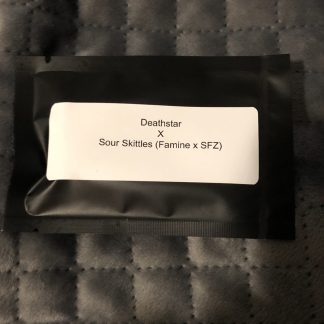 Deathstar
X
Sour Skittles (Famine x SFZ)